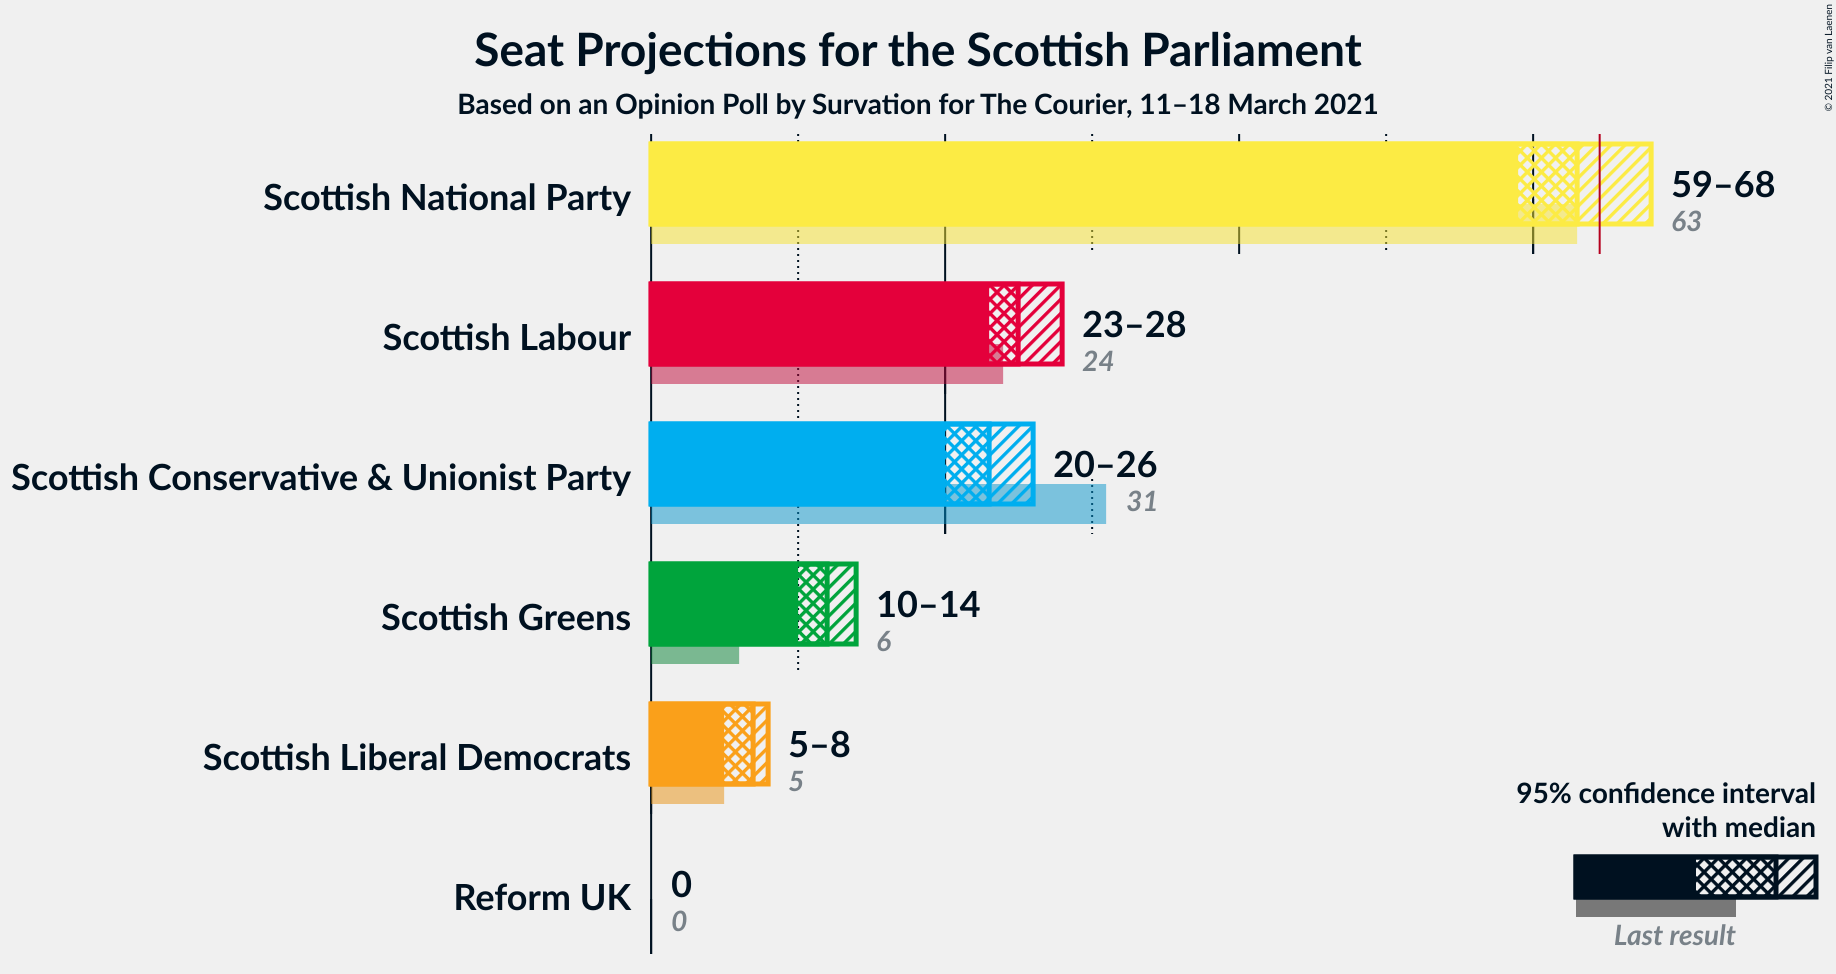 Seat Projections for the Scottish Parliament
Based on an Opinion Poll by Survation for The Courier, 11–18 March 2021
© 2021 Filip van Laenen
Scottish National Party
59–68
63
Scottish Labour
23–28
24
Scottish Conservative & Unionist Party
20–26
31
Scottish Greens
10–14
6
Scottish Liberal Democrats
5–8
5
Reform UK
0
0
95% confidence interval
with median
Last result